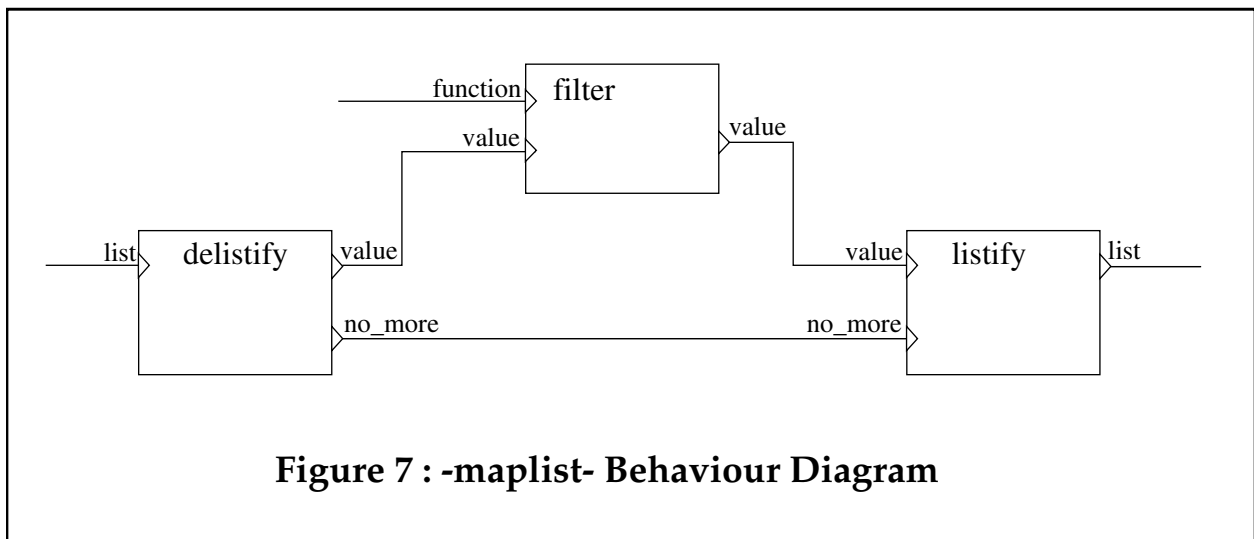 function
filter
value
value
list
delistify
value
value
listify
list
no_more
no_more
Figure 7 : -maplist- Behaviour Diagram